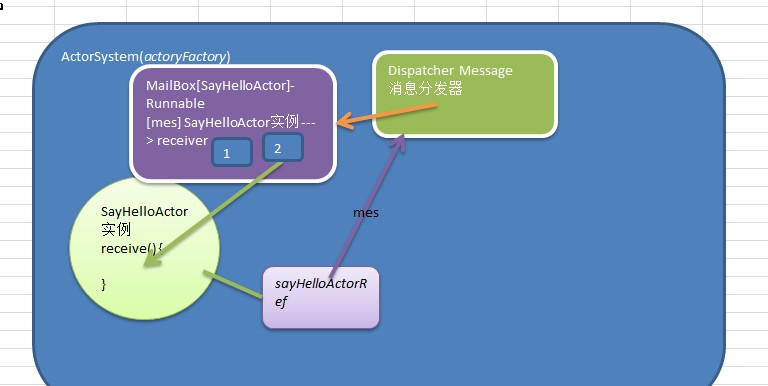 ActorSystem(actoryFactory)
MailBox[SayHelloActor]-
Runnable
[mes] SayHelloActor实例 ---
> receiver
1
2
Dispatcher Message
消息分发器
mes
SayHelloActor
实例
receive(){
}
sayHelloActorR
ef